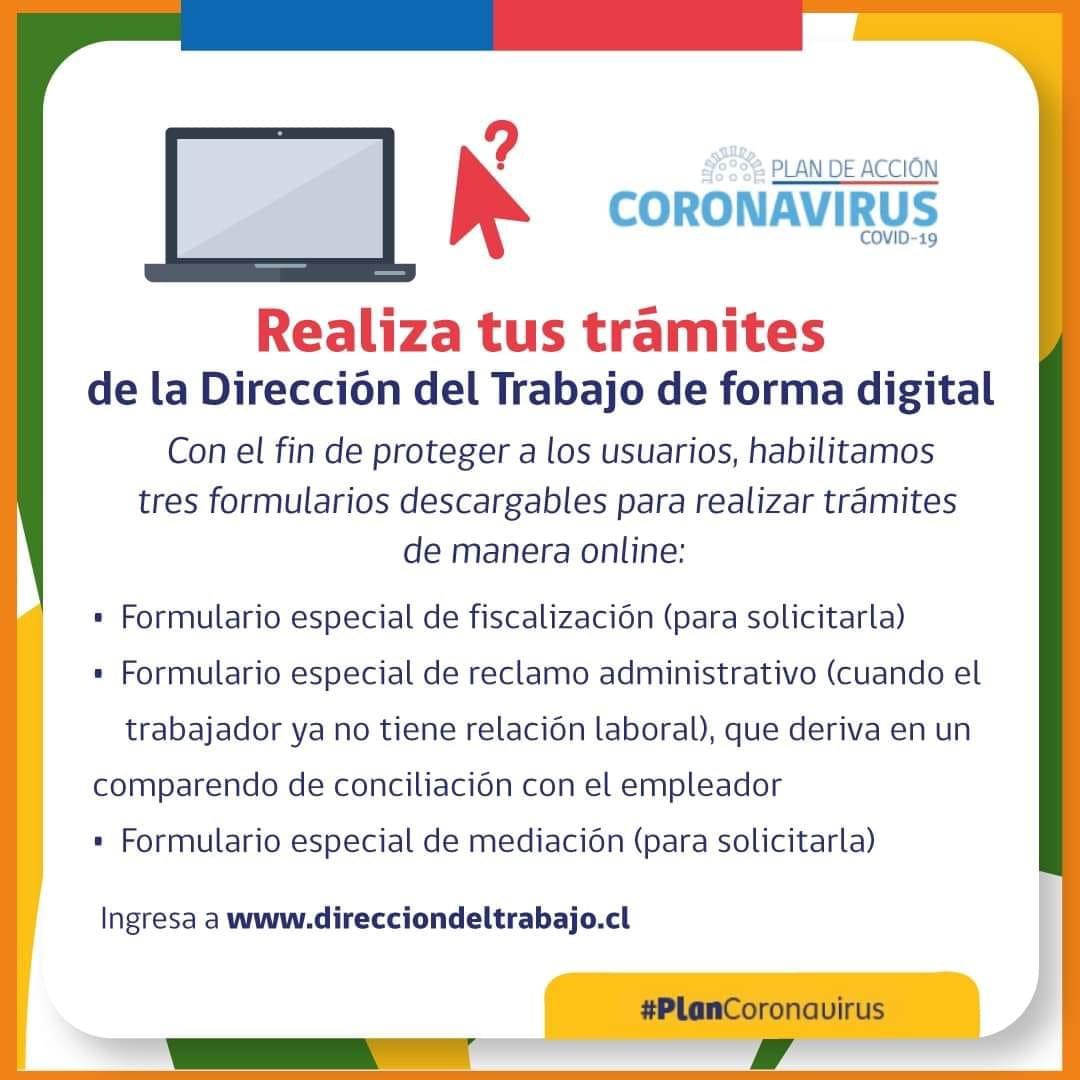 ?
PLAN DE ACCIÓN
CORONAVIRUS
COVID-19
Realiza tus trámites
de la Dirección del Trabajo de forma digital
Con el fin de proteger a los usuarios, habilitamos
tres formularios descargables para realizar trámites
de manera online:
• Formulario especial de fiscalización (para solicitarla)
• Formulario especial de reclamo administrativo (cuando el
trabajador ya no tiene relación laboral), que deriva en un
comparendo de conciliación con el empleador
• Formulario especial de mediación (para solicitarla)
Ingresa a www.direcciondeltrabajo.cl
#PlanCoronavirus